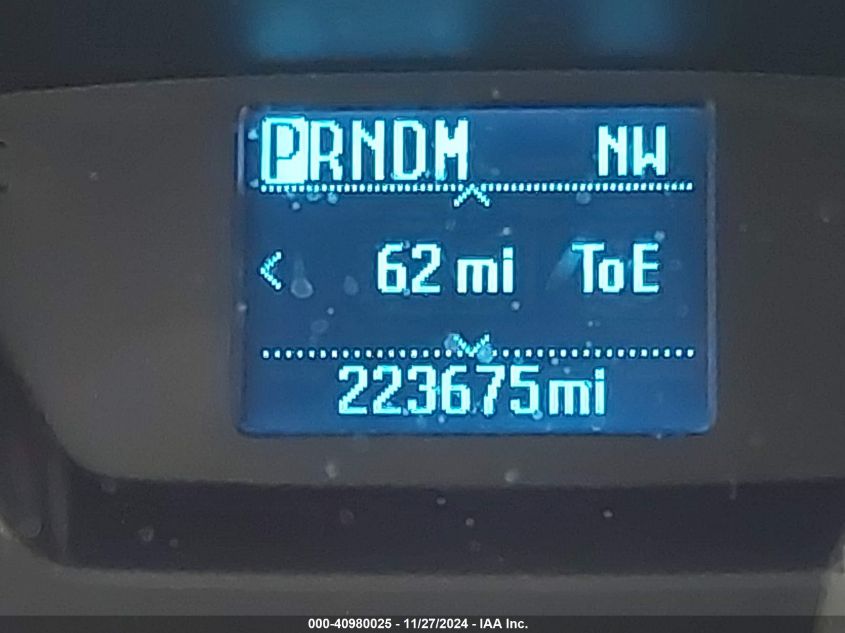 PRNDM NW
< 62 mi ToE
223675mi
000-40980025 - 11/27/2024 - IAA Inc.